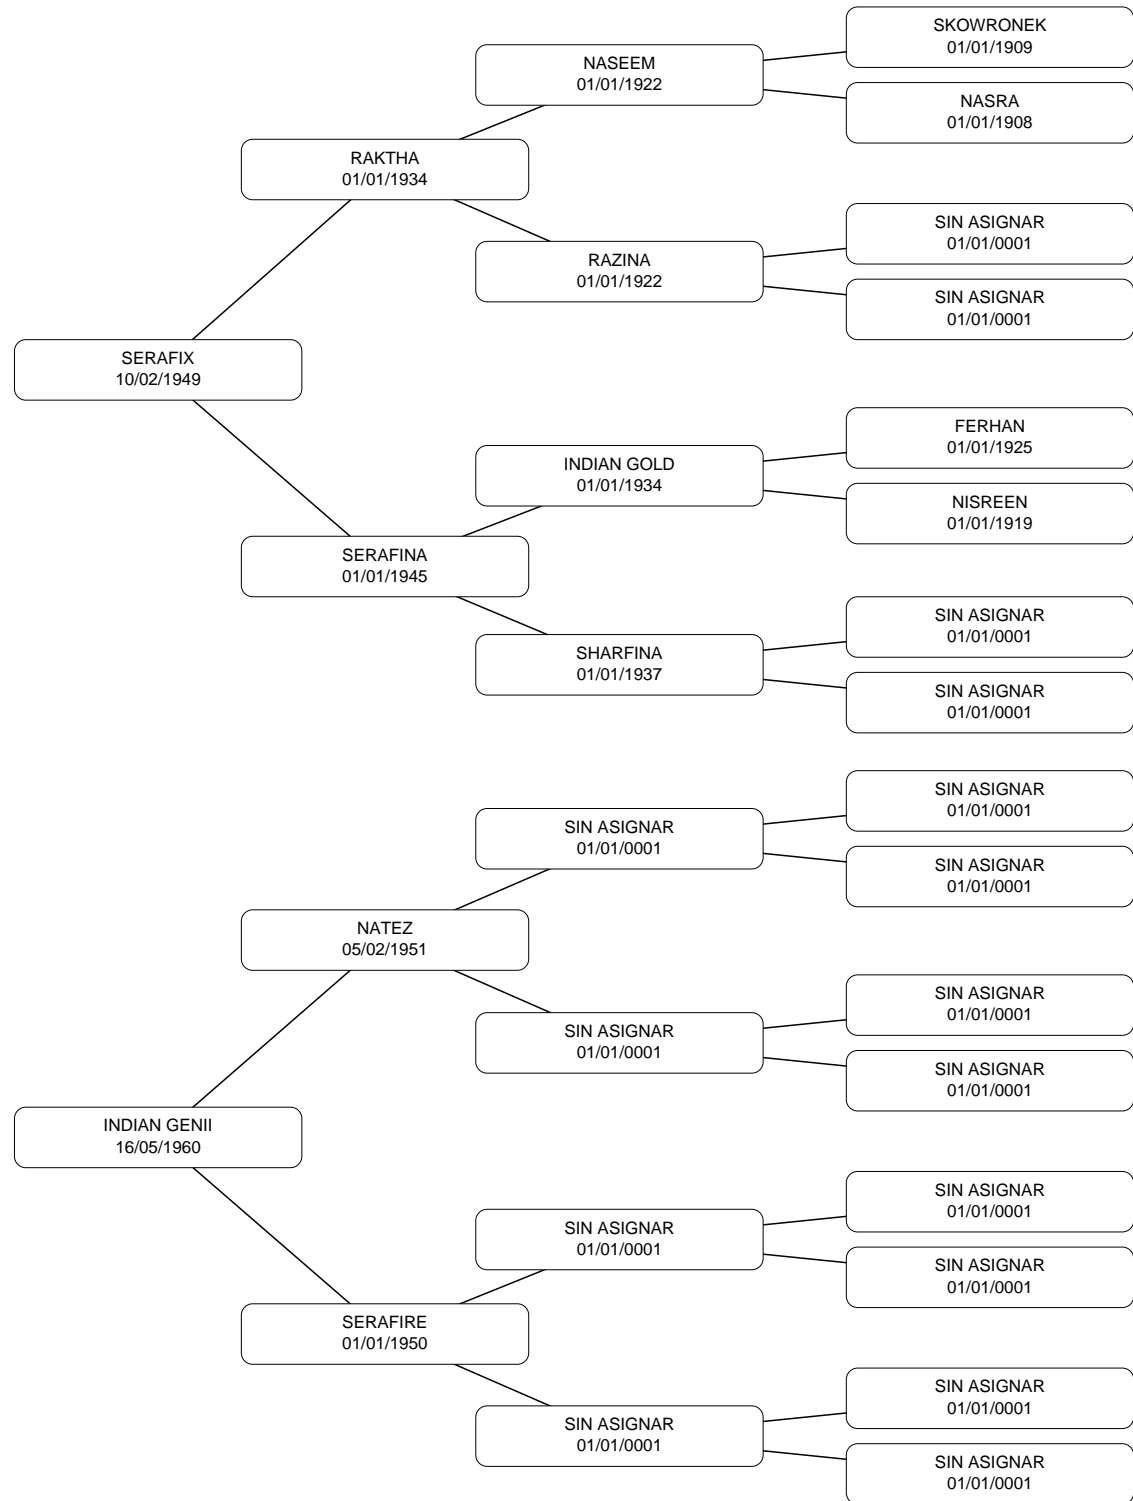 SKOWRONEK
01/01/1909
NASEEM
01/01/1922
NASRA
01/01/1908
RAKTHA
01/01/1934
SIN ASIGNAR
01/01/0001
RAZINA
01/01/1922
SIN ASIGNAR
01/01/0001
SERAFIX
10/02/1949
FERHAN
01/01/1925
INDIAN GOLD
01/01/1934
NISREEN
01/01/1919
SERAFINA
01/01/1945
SIN ASIGNAR
01/01/0001
SHARFINA
01/01/1937
SIN ASIGNAR
01/01/0001
SIN ASIGNAR
01/01/0001
SIN ASIGNAR
01/01/0001
SIN ASIGNAR
01/01/0001
NATEZ
05/02/1951
SIN ASIGNAR
01/01/0001
SIN ASIGNAR
01/01/0001
SIN ASIGNAR
01/01/0001
INDIAN GENII
16/05/1960
SIN ASIGNAR
01/01/0001
SIN ASIGNAR
01/01/0001
SIN ASIGNAR
01/01/0001
SERAFIRE
01/01/1950
SIN ASIGNAR
01/01/0001
SIN ASIGNAR
01/01/0001
SIN ASIGNAR
01/01/0001